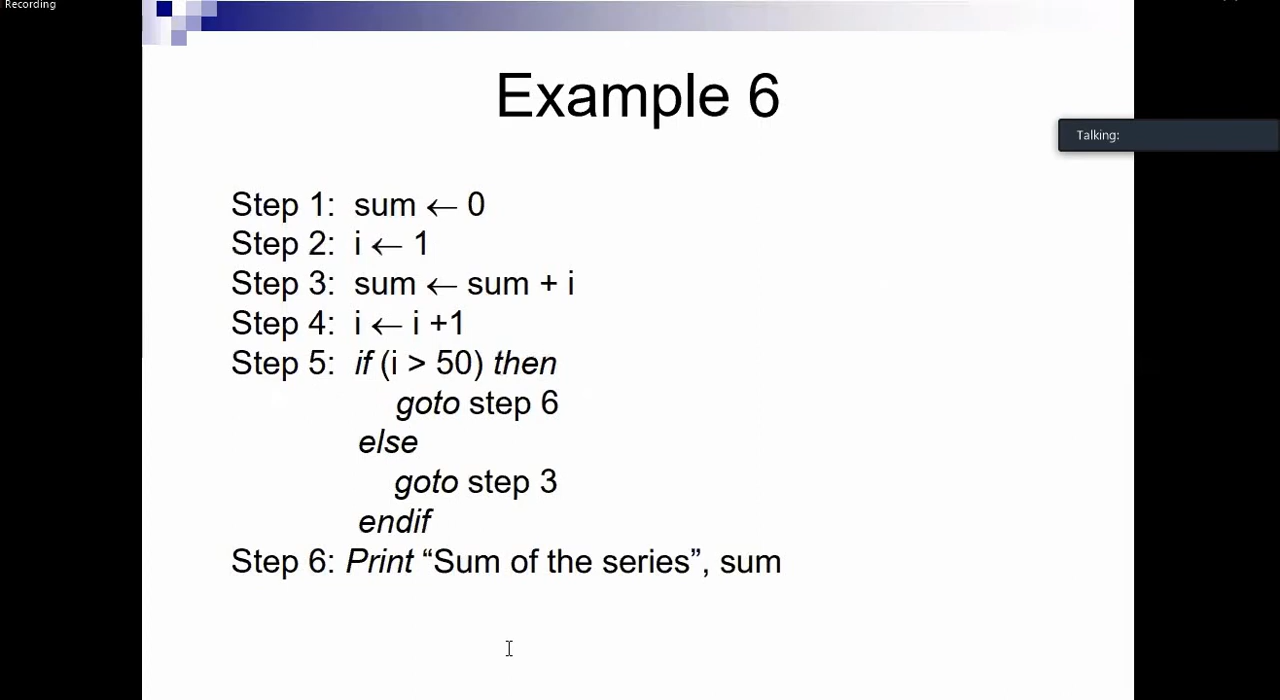 Recording
Example 6
Talking:
Step 1: sum ← 0
Step 2: i ← 1
Step 3: sum ← sum + i
Step 4: i ← i +1
Step 5: if (i > 50) then
goto step 6
else
goto step 3
endif
Step 6: Print “Sum of the series”, sum